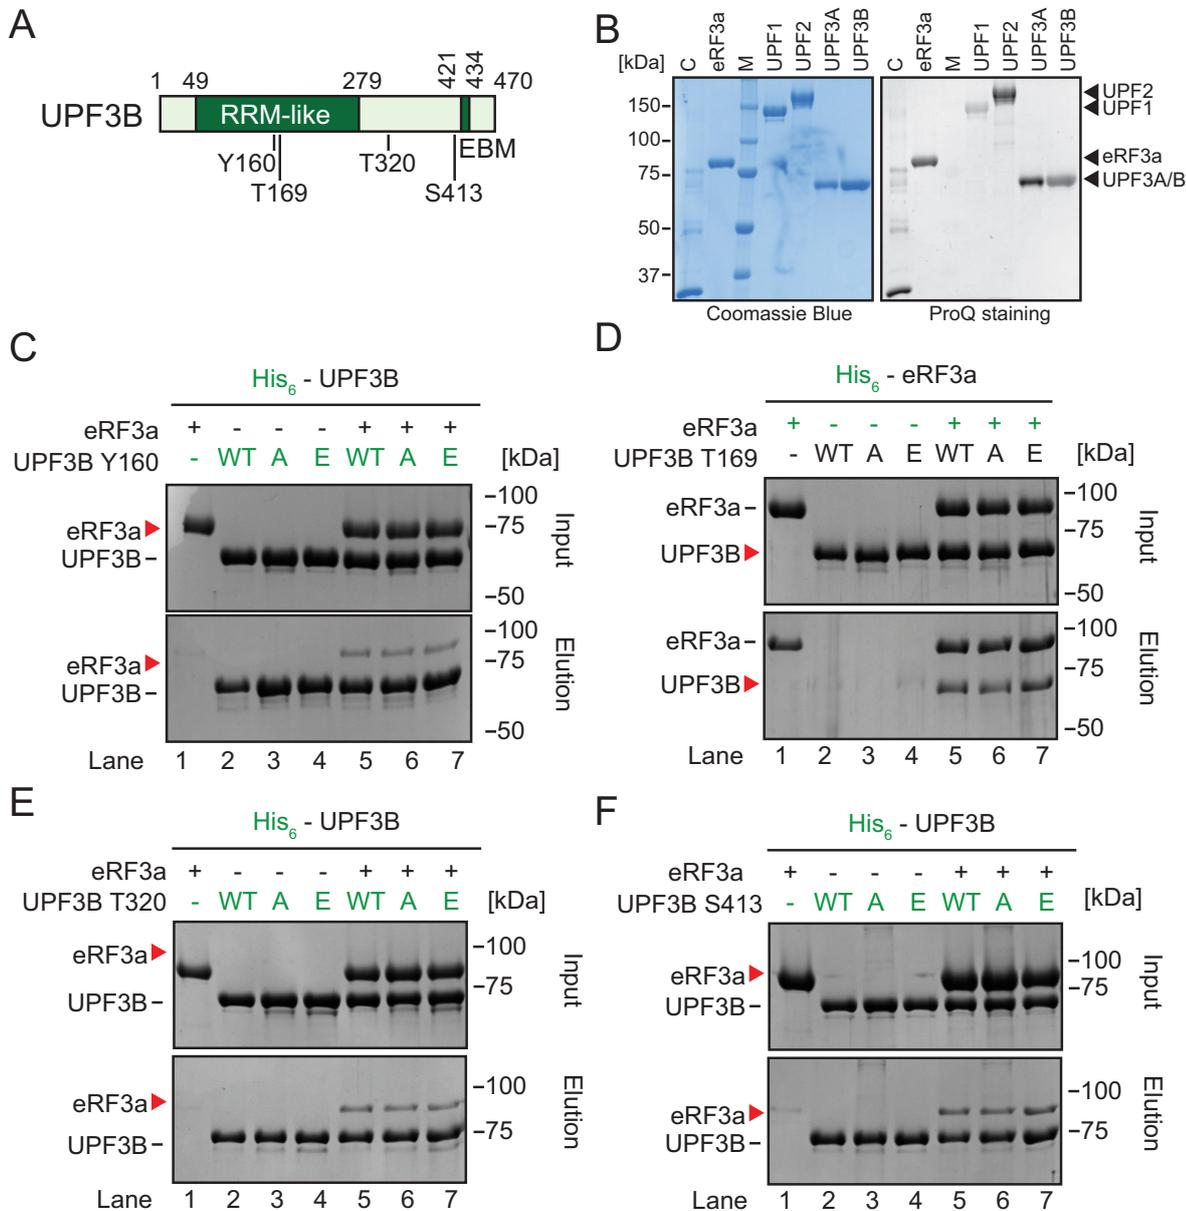 A
1 49 279 421 434 470
UPF3B RRM-like
Y160 T320 EBM
T169 S413
B
[kDa] C eRF3a M UPF1 UPF2 UPF3A UPF3B C eRF3a M UPF1 UPF2 UPF3A UPF3B
150
100
75
50
37
UPF2
UPF1
eRF3a
UPF3A/B
Coomassie Blue ProQ staining
C
His6 - UPF3B
eRF3a + - - - + + +
UPF3B Y160 - WT A E WT A E [kDa]
eRF3a
UPF3B
-100
-75
-50
Input
eRF3a
UPF3B
-100
-75
-50
Elution
Lane 1 2 3 4 5 6 7
D
His6 - eRF3a
eRF3a + - - - + + +
UPF3B T169 - WT A E WT A E [kDa]
eRF3a
UPF3B
-100
-75
-50
Input
eRF3a
UPF3B
-100
-75
-50
Elution
Lane 1 2 3 4 5 6 7
E
His6 - UPF3B
eRF3a + - - - + + +
UPF3B T320 - WT A E WT A E [kDa]
eRF3a
UPF3B
-100
-75
Input
eRF3a
UPF3B
-100
-75
Elution
Lane 1 2 3 4 5 6 7
F
His6 - UPF3B
eRF3a + - - - + + +
UPF3B S413 - WT A E WT A E [kDa]
eRF3a
UPF3B
-100
-75
Input
eRF3a
UPF3B
-100
-75
Elution
Lane 1 2 3 4 5 6 7